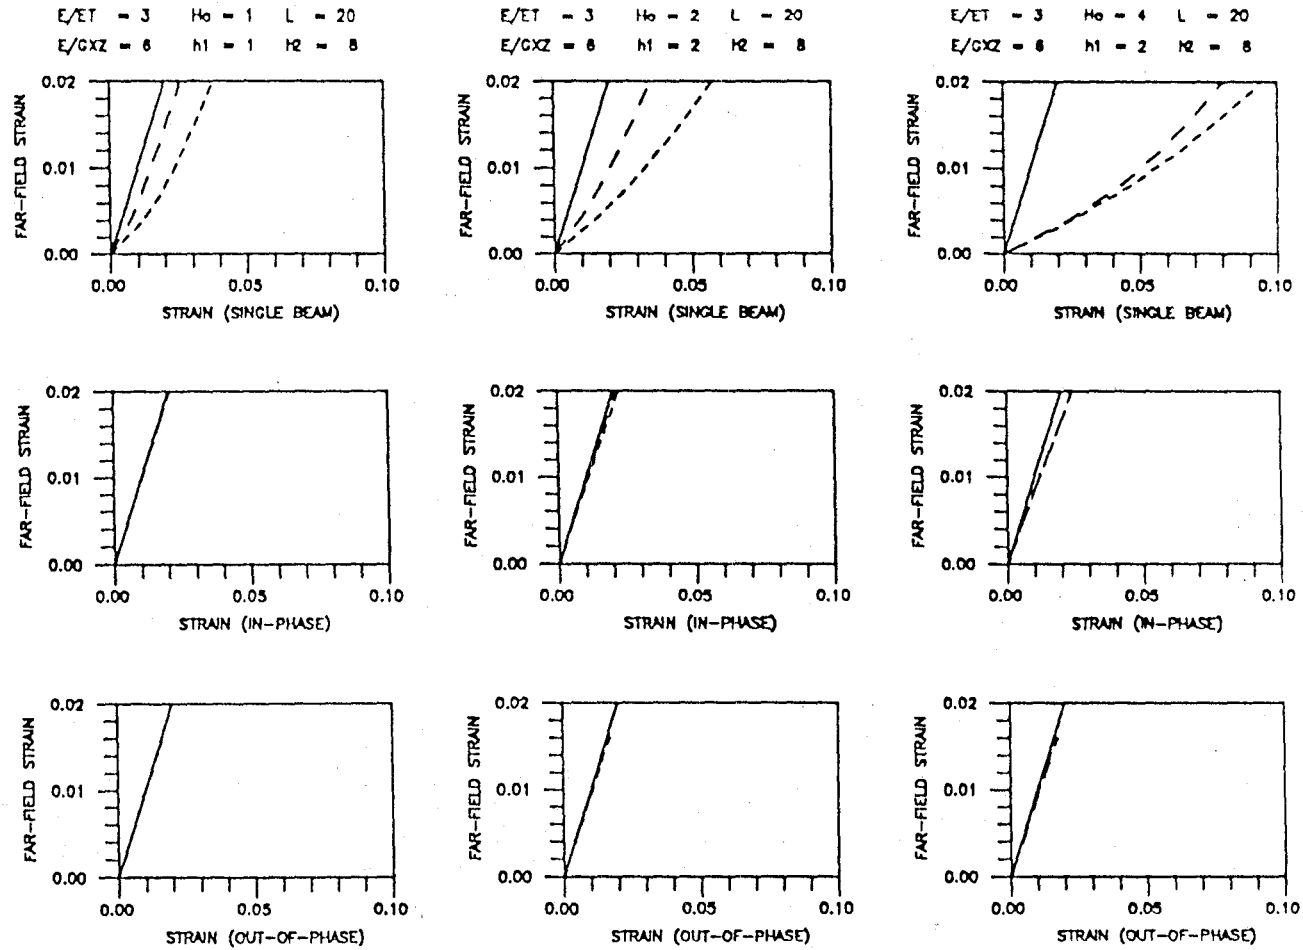 E/ET = 3 Ho = 1 L = 20
E/GXZ = 6 h1 = 1 h2 = 8
E/ET = 3 Ho = 2 L = 20
E/GXZ = 6 h1 = 2 h2 = 8
E/ET = 3 Ho = 4 L = 20
E/GXZ = 6 h1 = 2 h2 = 8
FAR-FIELD STRAIN
0.02
0.01
0.00
0.00 0.05 0.10
STRAIN (SINGLE BEAM)
FAR-FIELD STRAIN
0.02
0.01
0.00
0.00 0.05 0.10
STRAIN (SINGLE BEAM)
FAR-FIELD STRAIN
0.02
0.01
0.00
0.00 0.05 0.10
STRAIN (SINGLE BEAM)
FAR-FIELD STRAIN
0.02
0.01
0.00
0.00 0.05 0.10
STRAIN (IN-PHASE)
FAR-FIELD STRAIN
0.02
0.01
0.00
0.00 0.05 0.10
STRAIN (IN-PHASE)
FAR-FIELD STRAIN
0.02
0.01
0.00
0.00 0.05 0.10
STRAIN (IN-PHASE)
FAR-FIELD STRAIN
0.02
0.01
0.00
0.00 0.05 0.10
STRAIN (OUT-OF-PHASE)
FAR-FIELD STRAIN
0.02
0.01
0.00
0.00 0.05 0.10
STRAIN (OUT-OF-PHASE)
FAR-FIELD STRAIN
0.02
0.01
0.00
0.00 0.05 0.10
STRAIN (OUT-OF-PHASE)